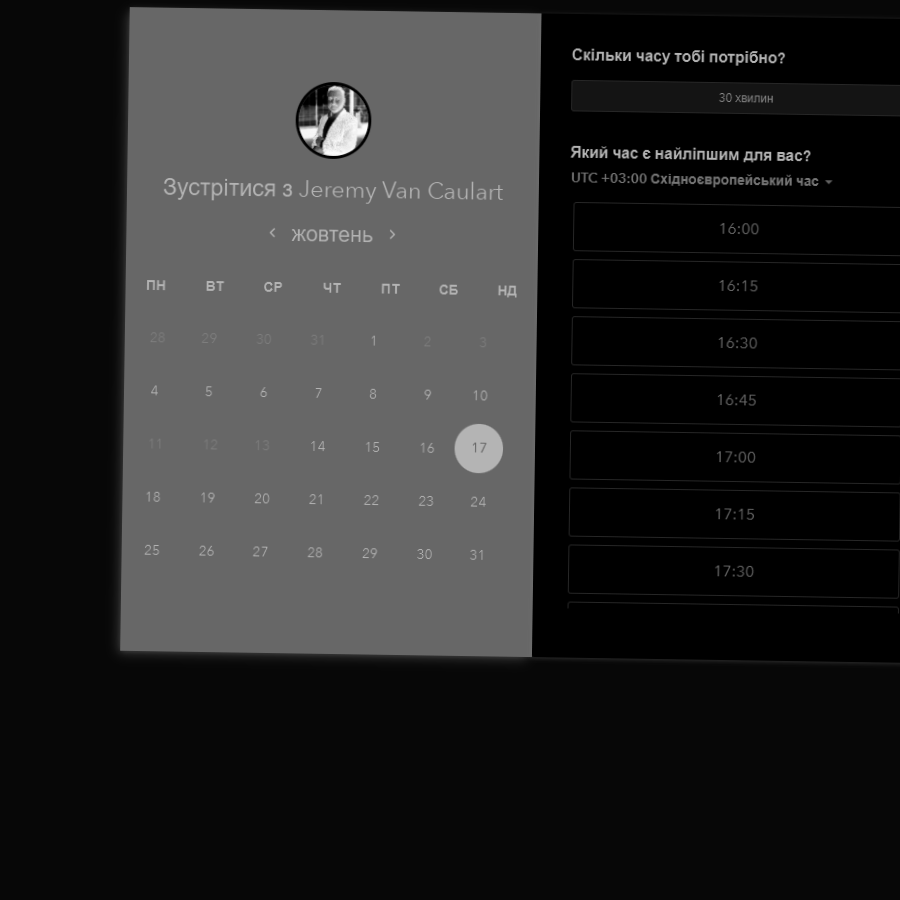 Зустрітися з Jeremy Van Caulart
‹ жовтень ›
ПН ВТ СР ЧТ ПТ СБ НД
28 29 30 31 1 2 3
4 5 6 7 8 9 10
11 12 13 14 15 16 17
18 19 20 21 22 23 24
25 26 27 28 29 30 31
Скільки часу тобі потрібно?
30 хвилин
Який час є найліпшим для вас?
UTC +03:00 Східноєвропейський час
16:00
16:15
16:30
16:45
17:00
17:15
17:30